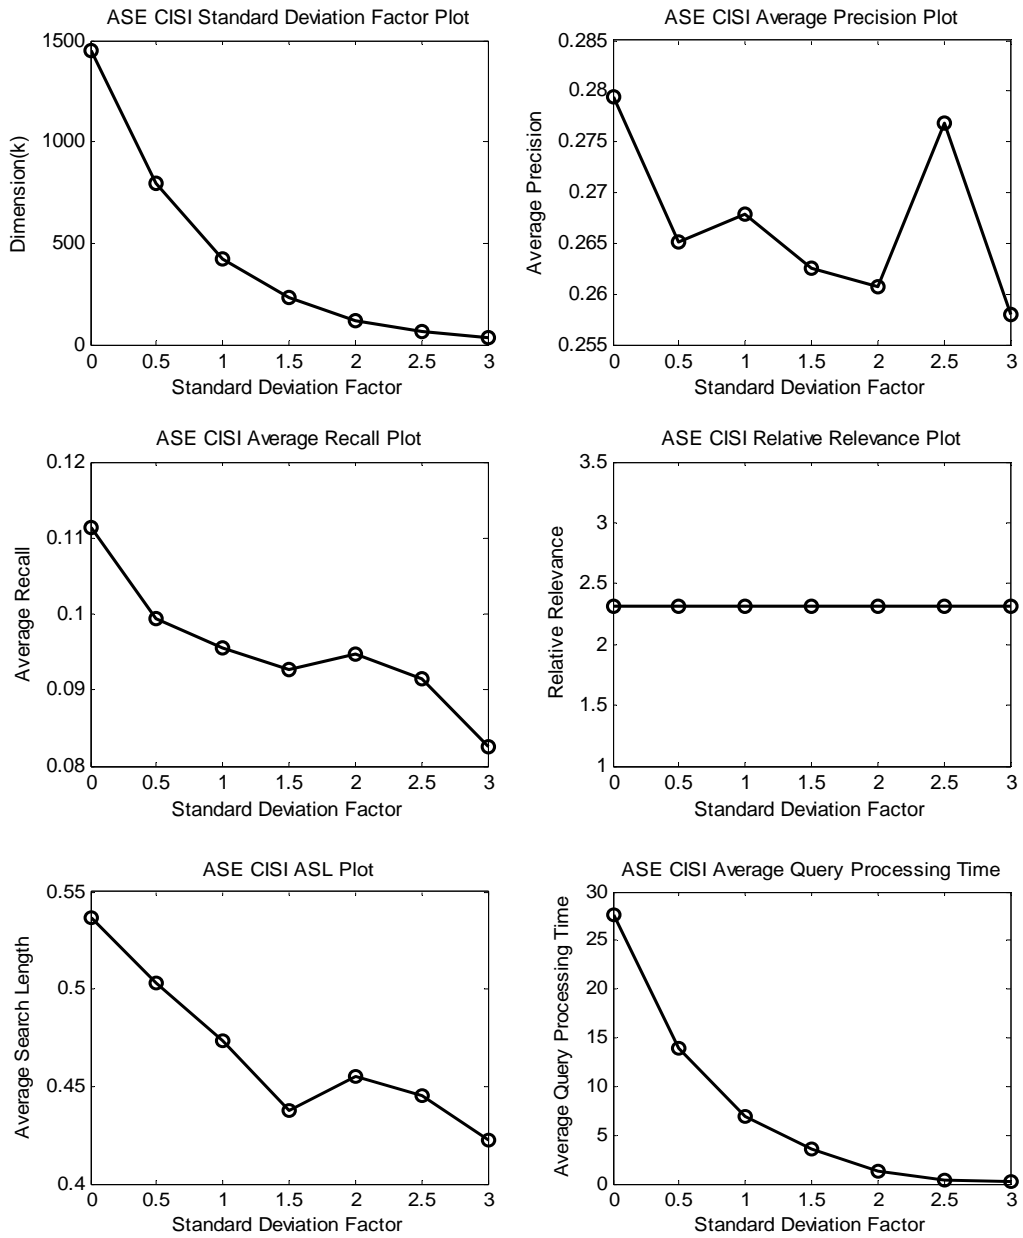 ASE CISI Standard Deviation Factor Plot
1500
1000
500
0
Dimension(k)
0 0.5 1 1.5 2 2.5 3
Standard Deviation Factor
ASE CISI Average Precision Plot
0.285
0.28
0.275
0.27
0.265
0.26
0.255
Average Precision
0 0.5 1 1.5 2 2.5 3
Standard Deviation Factor
ASE CISI Average Recall Plot
0.12
0.11
0.1
0.09
0.08
Average Recall
0 0.5 1 1.5 2 2.5 3
Standard Deviation Factor
ASE CISI Relative Relevance Plot
3.5
3
2.5
2
1.5
1
Relative Relevance
0 0.5 1 1.5 2 2.5 3
Standard Deviation Factor
ASE CISI ASL Plot
0.55
0.5
0.45
0.4
Average Search Length
0 0.5 1 1.5 2 2.5 3
Standard Deviation Factor
ASE CISI Average Query Processing Time
30
25
20
15
10
5
0
Average Query Processing Time
0 0.5 1 1.5 2 2.5 3
Standard Deviation Factor